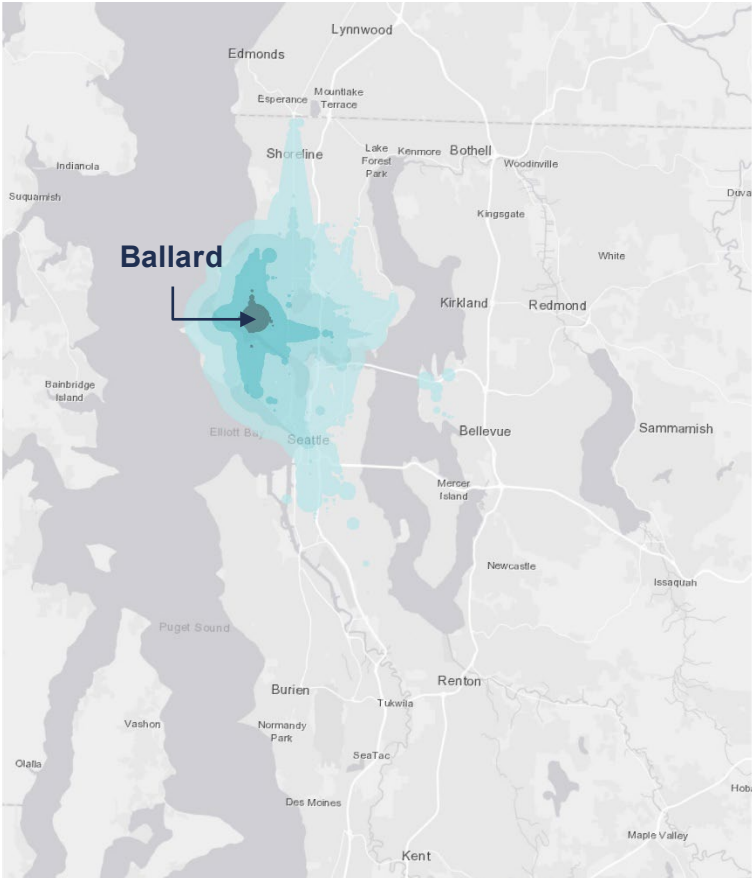 Lynnwood
Edmonds
Mountlake
Terrace
Esperance
Shoreline
Lake
Forest
Park
Kenmore
Bothell
Woodinville
Indianola
Suquamish
Duva
Kingsgate
Ballard
White
Kirkland
Redmond
Bainbridge
Island
Elliott Bay
Seattle
Bellevue
Sammamish
Mercer
Island
Newcastle
Issaquah
Puget Sound
Renton
Burien
Tukwila
Vashon
Normandy
Park
SeaTac
Olalla
Hoba
Des Moines
Maple Valley
Kent